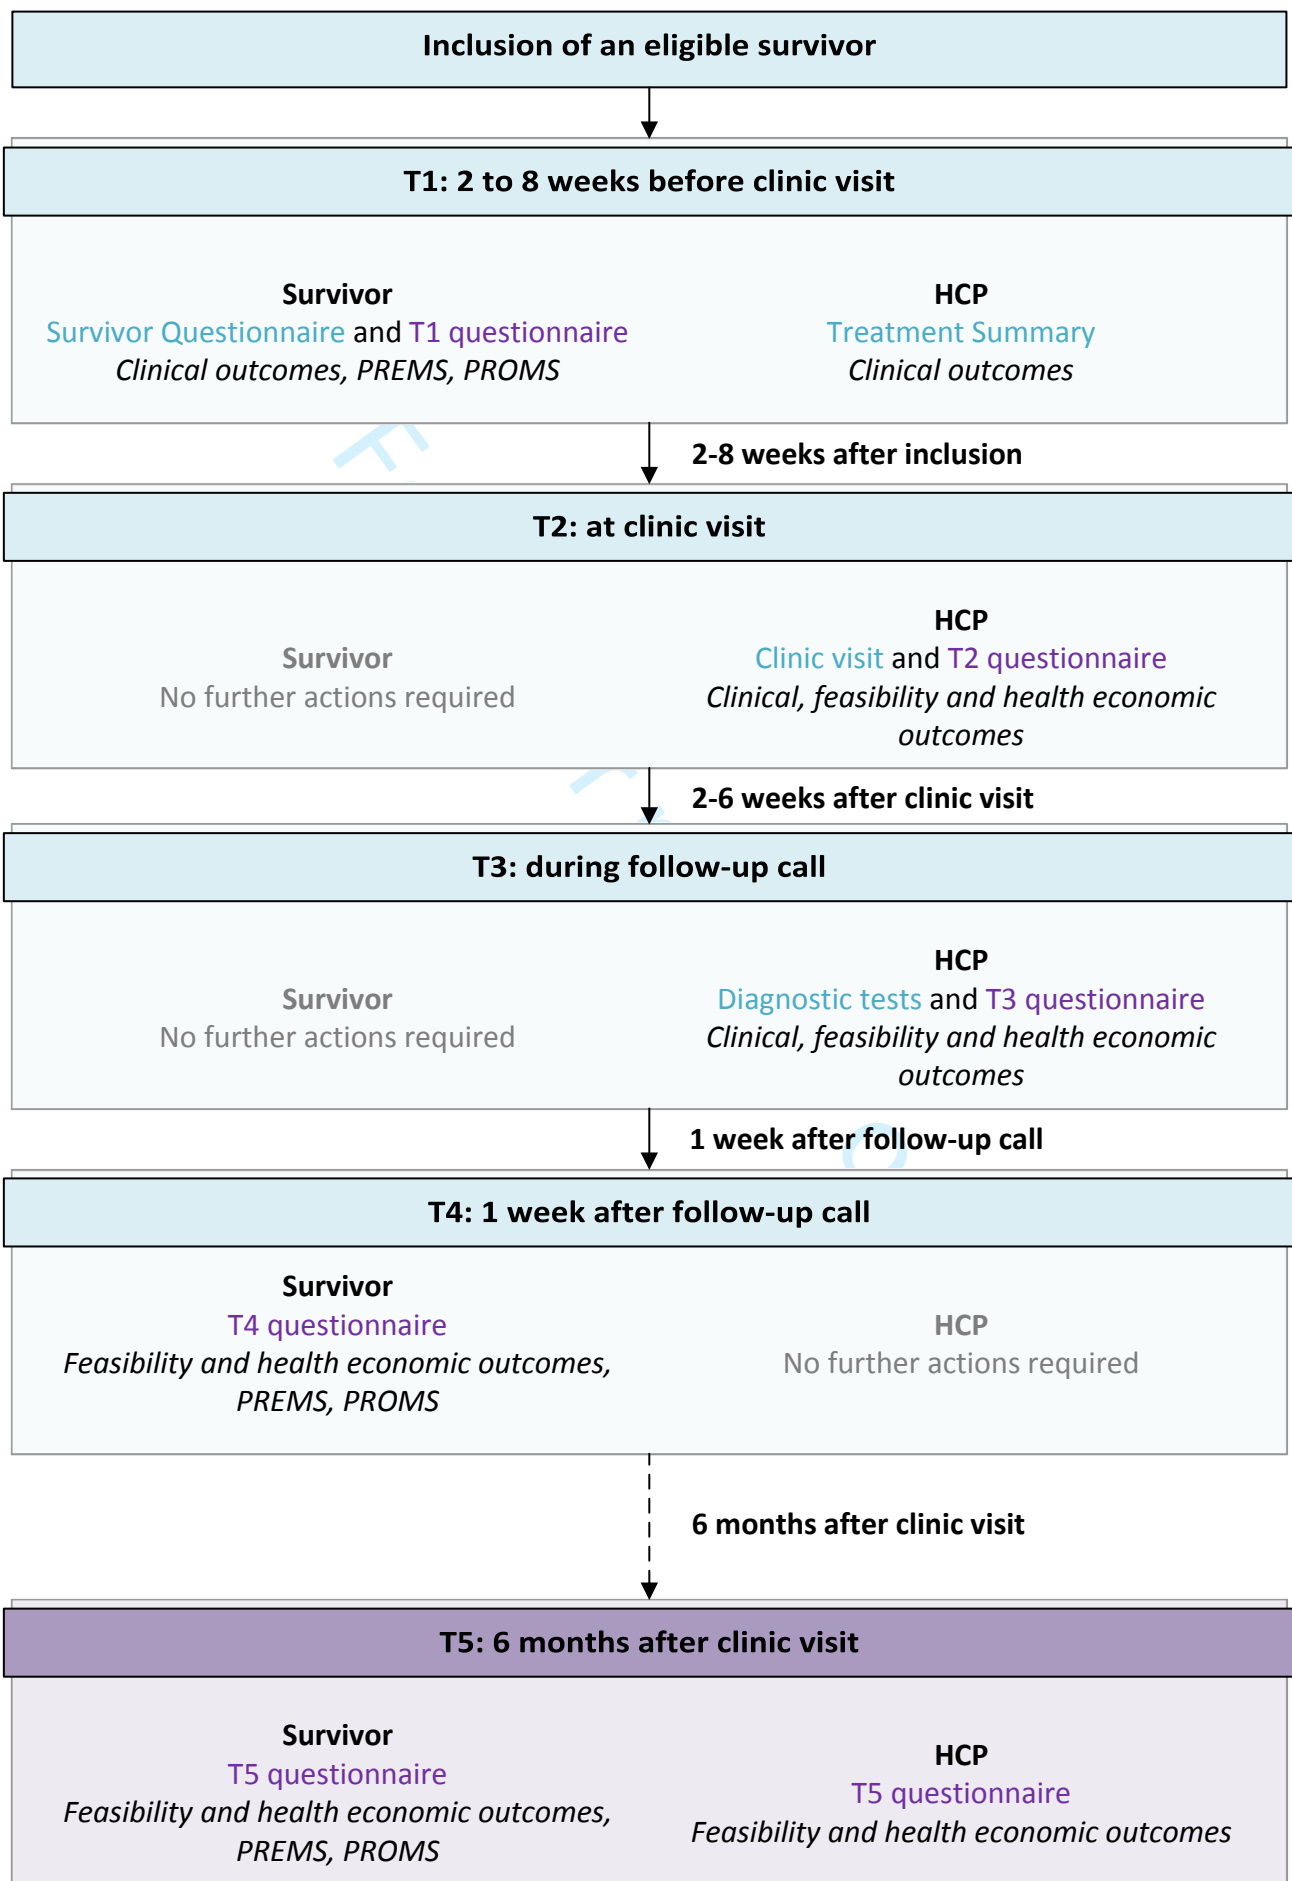 Inclusion of an eligible survivor
T1: 2 to 8 weeks before clinic visit
Survivor
Survivor Questionnaire and T1 questionnaire
Clinical outcomes, PREMS, PROMS
HCP
Treatment Summary
Clinical outcomes
2-8 weeks after inclusion
T2: at clinic visit
Survivor
No further actions required
HCP
Clinic visit and T2 questionnaire
Clinical, feasibility and health economic
outcomes
2-6 weeks after clinic visit
T3: during follow-up call
Survivor
No further actions required
HCP
Diagnostic tests and T3 questionnaire
Clinical, feasibility and health economic
outcomes
1 week after follow-up call
T4: 1 week after follow-up call
Survivor
T4 questionnaire
Feasibility and health economic outcomes,
PREMS, PROMS
HCP
No further actions required
6 months after clinic visit
T5: 6 months after clinic visit
Survivor
T5 questionnaire
Feasibility and health economic outcomes,
PREMS, PROMS
HCP
T5 questionnaire
Feasibility and health economic outcomes